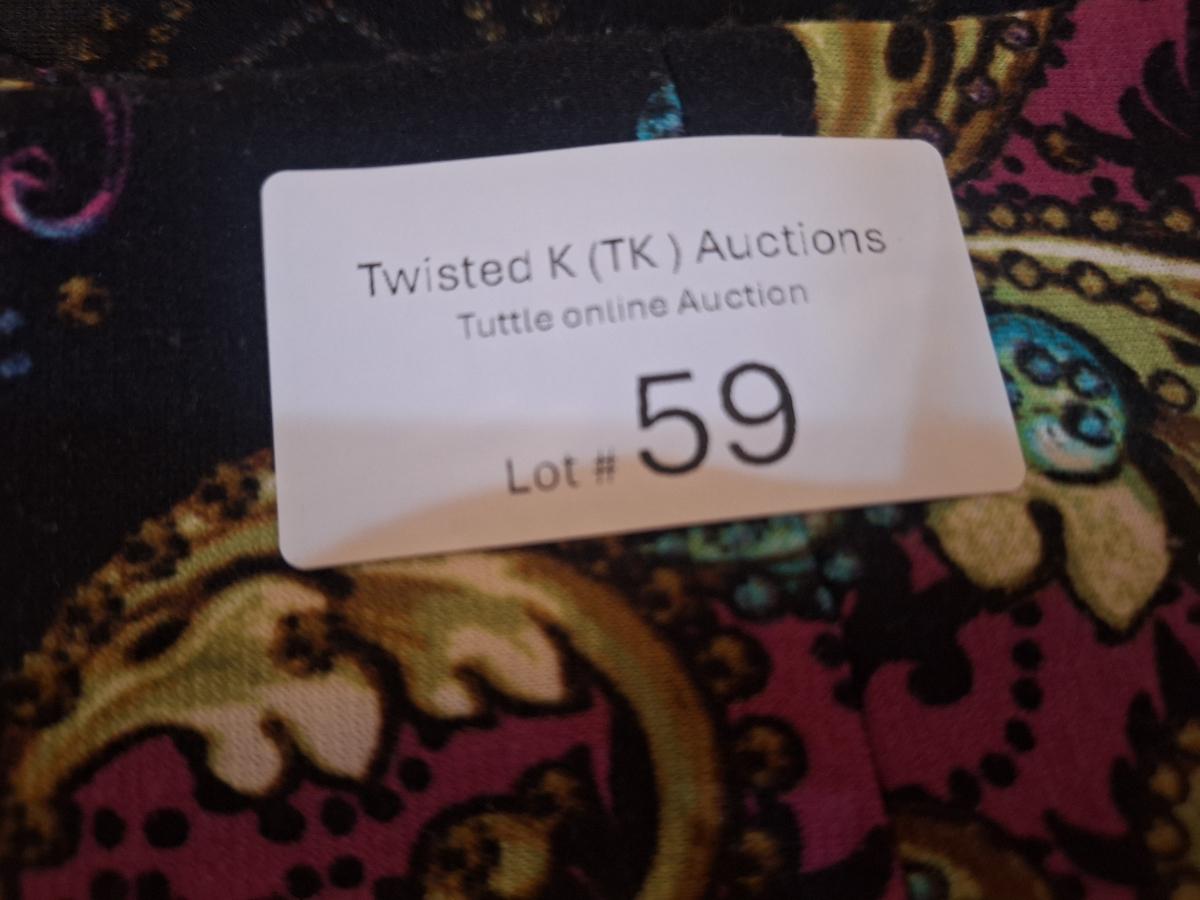 Twisted K (TK ) Auctions
Tuttle online Auction
Lot # 59